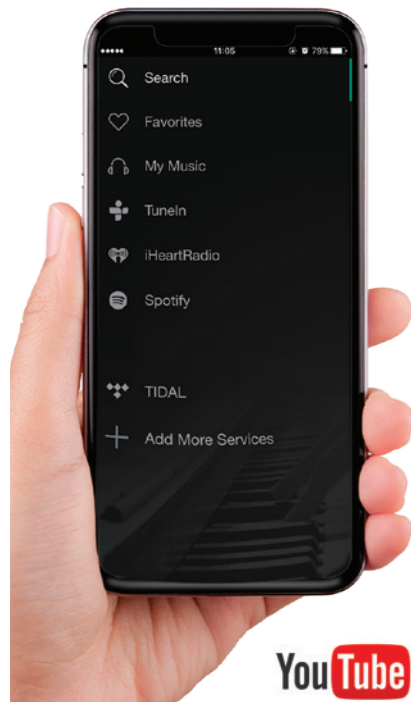 11:05 79%
Search
Favorites
My Music
TuneIn
iHeartRadio
Spotify
TIDAL
Add More Services
YouTube